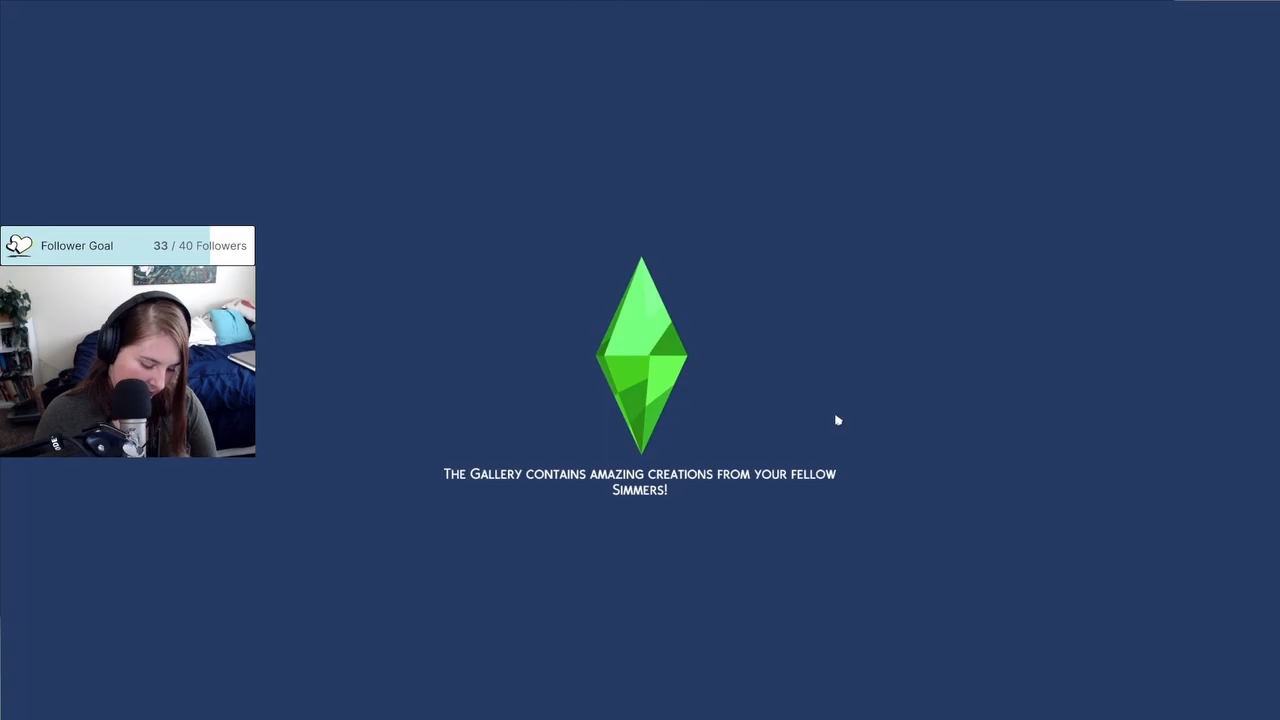 Follower Goal 33 / 40 Followers
THE GALLERY CONTAINS AMAZING CREATIONS FROM YOUR FELLOW
SIMMERS!